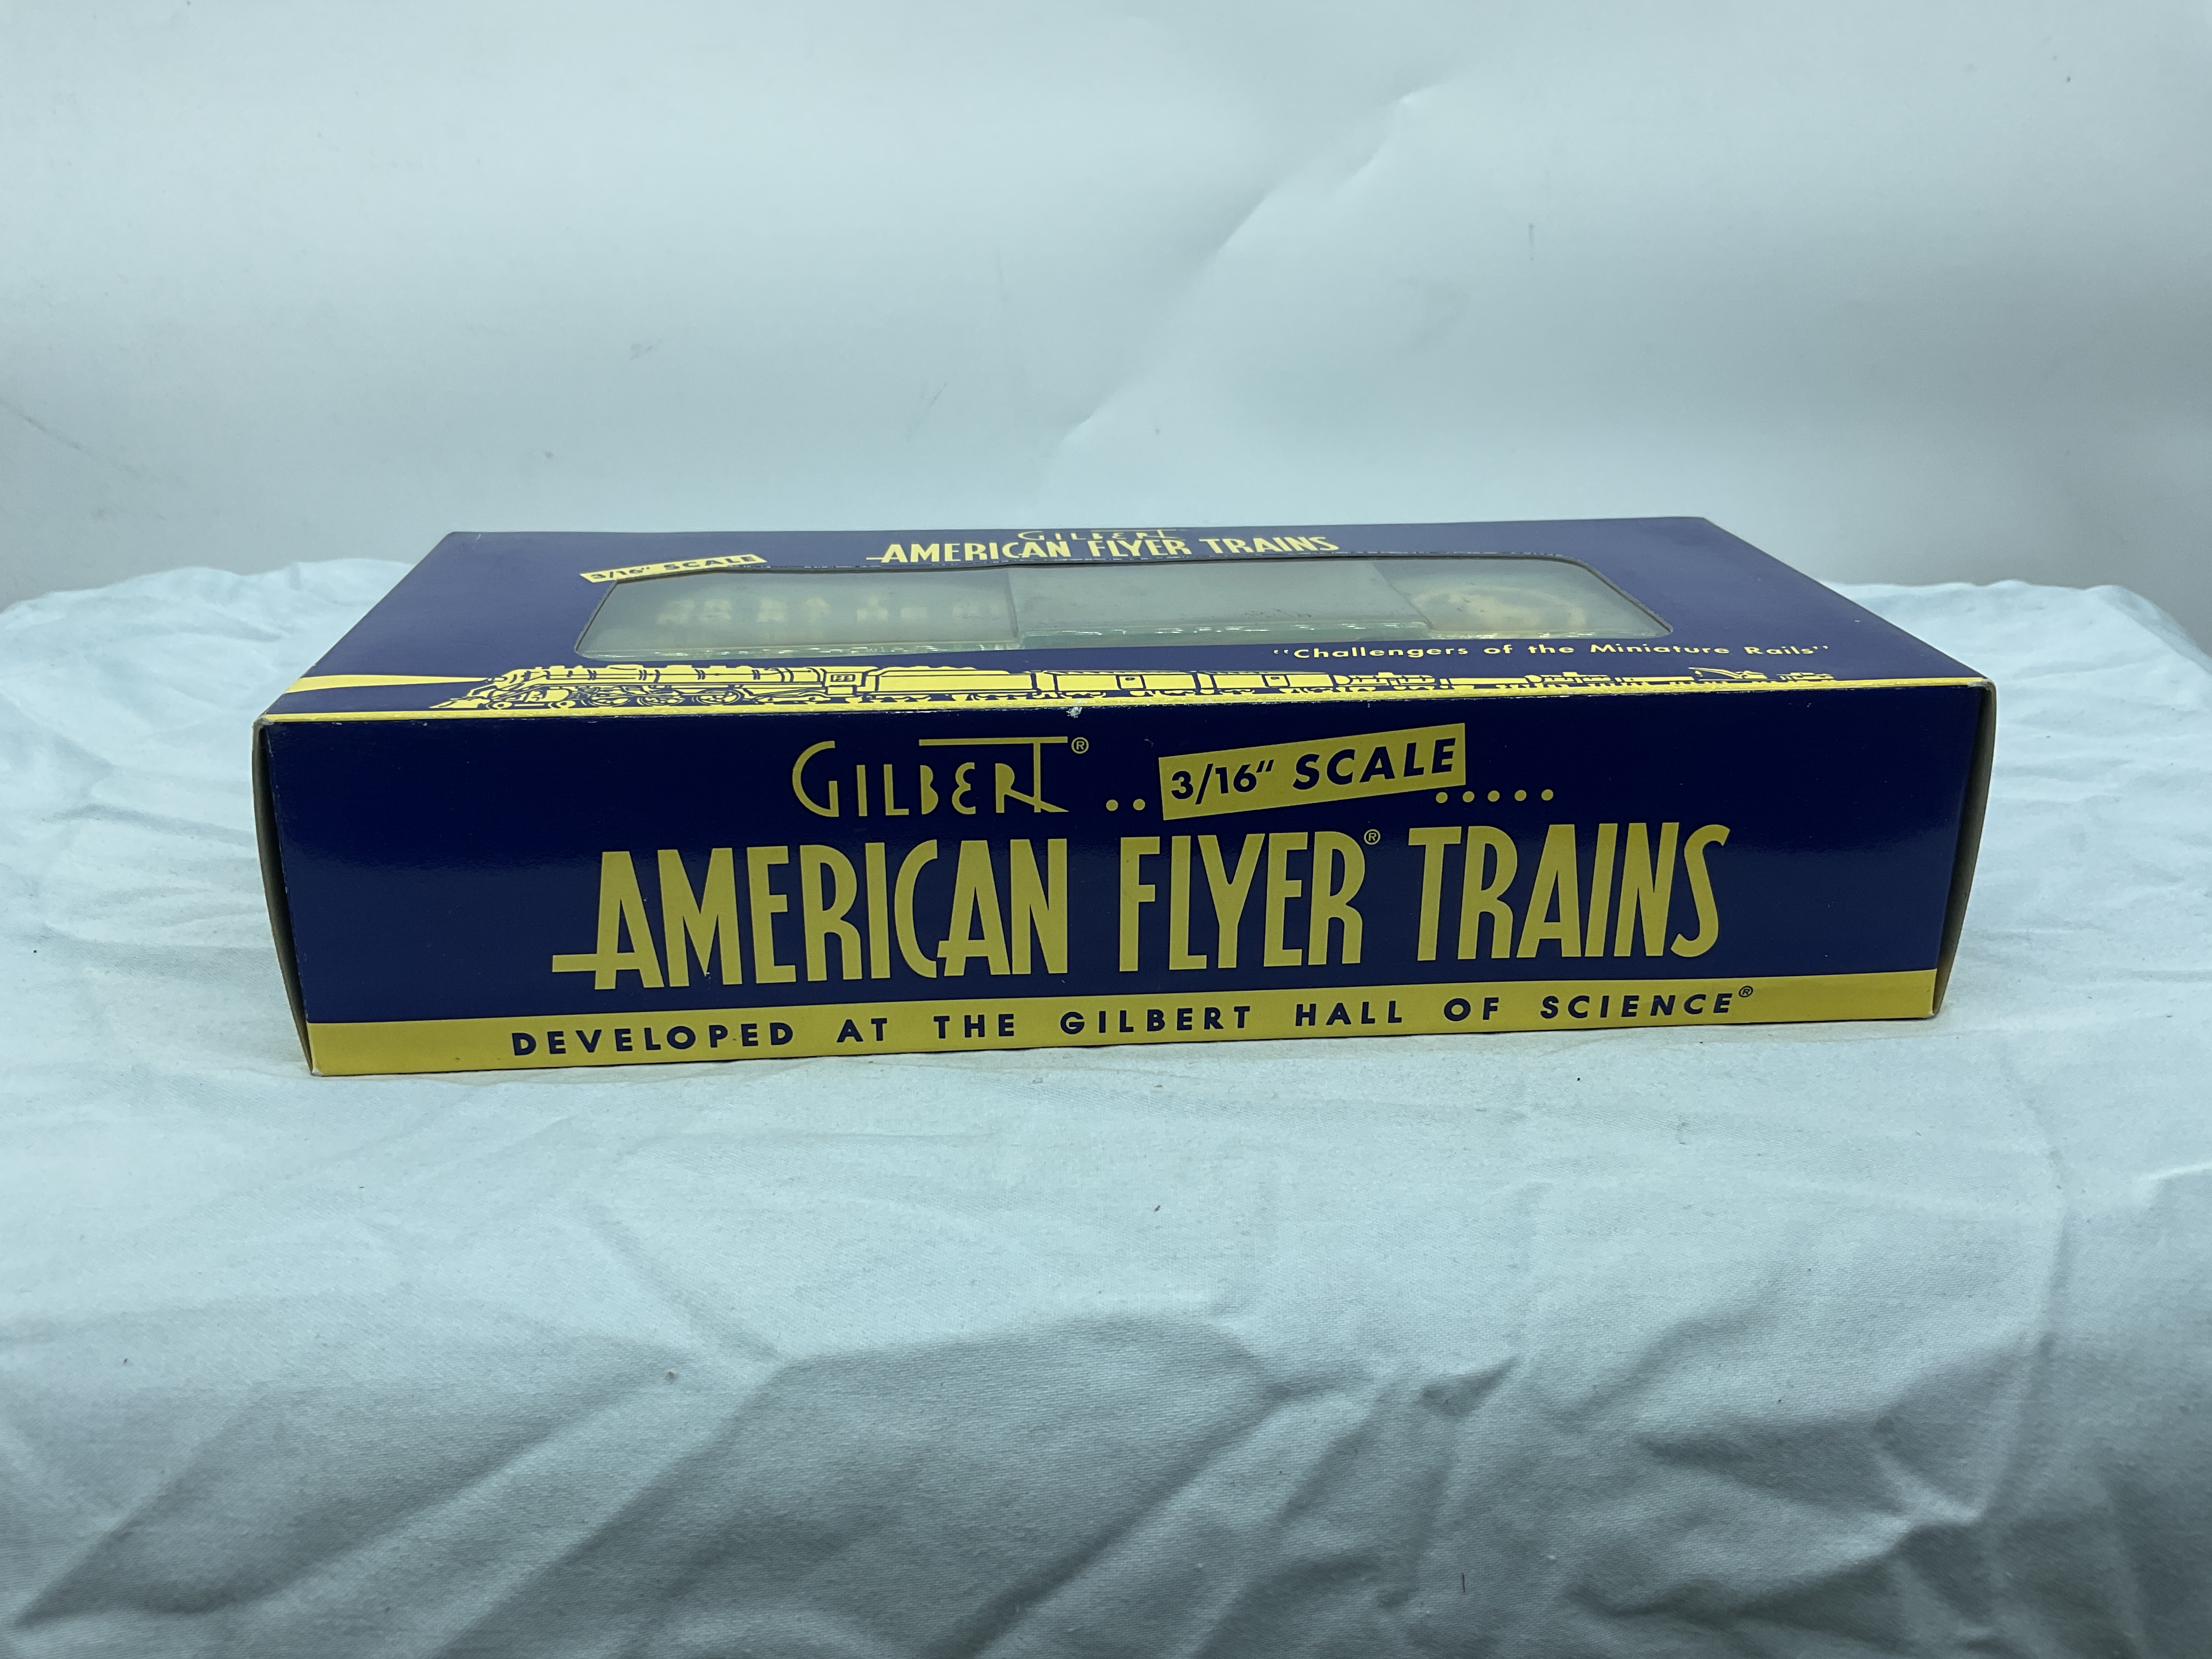 GILBERT
AMERICAN FLYER TRAINS
3/16" SCALE
"Challengers of the Miniature Rails"
GILBERT® .. 3/16" SCALE .....
AMERICAN FLYER® TRAINS
DEVELOPED AT THE GILBERT HALL OF SCIENCE®